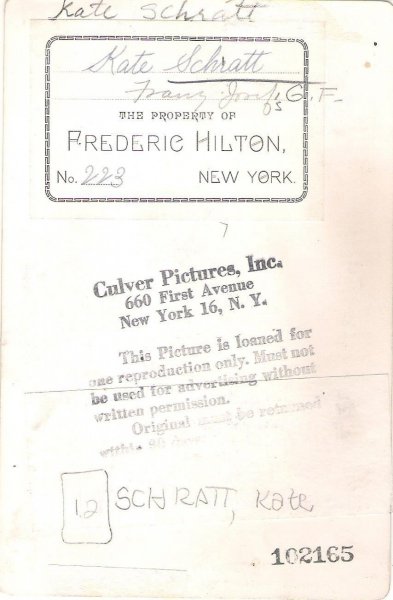 Kate Schratt
Kate Schratt
Franz Josef's G.F.
THE PROPERTY OF
FREDERIC HILTON,
No. 223 NEW YORK.
Culver Pictures, Inc.
660 First Avenue
New York 16, N. Y.
This Picture is loaned for
one reproduction only. Must not
be used for advertising without
written permission.
Original must be returned
within
12 SCHRATT, Kate
102165